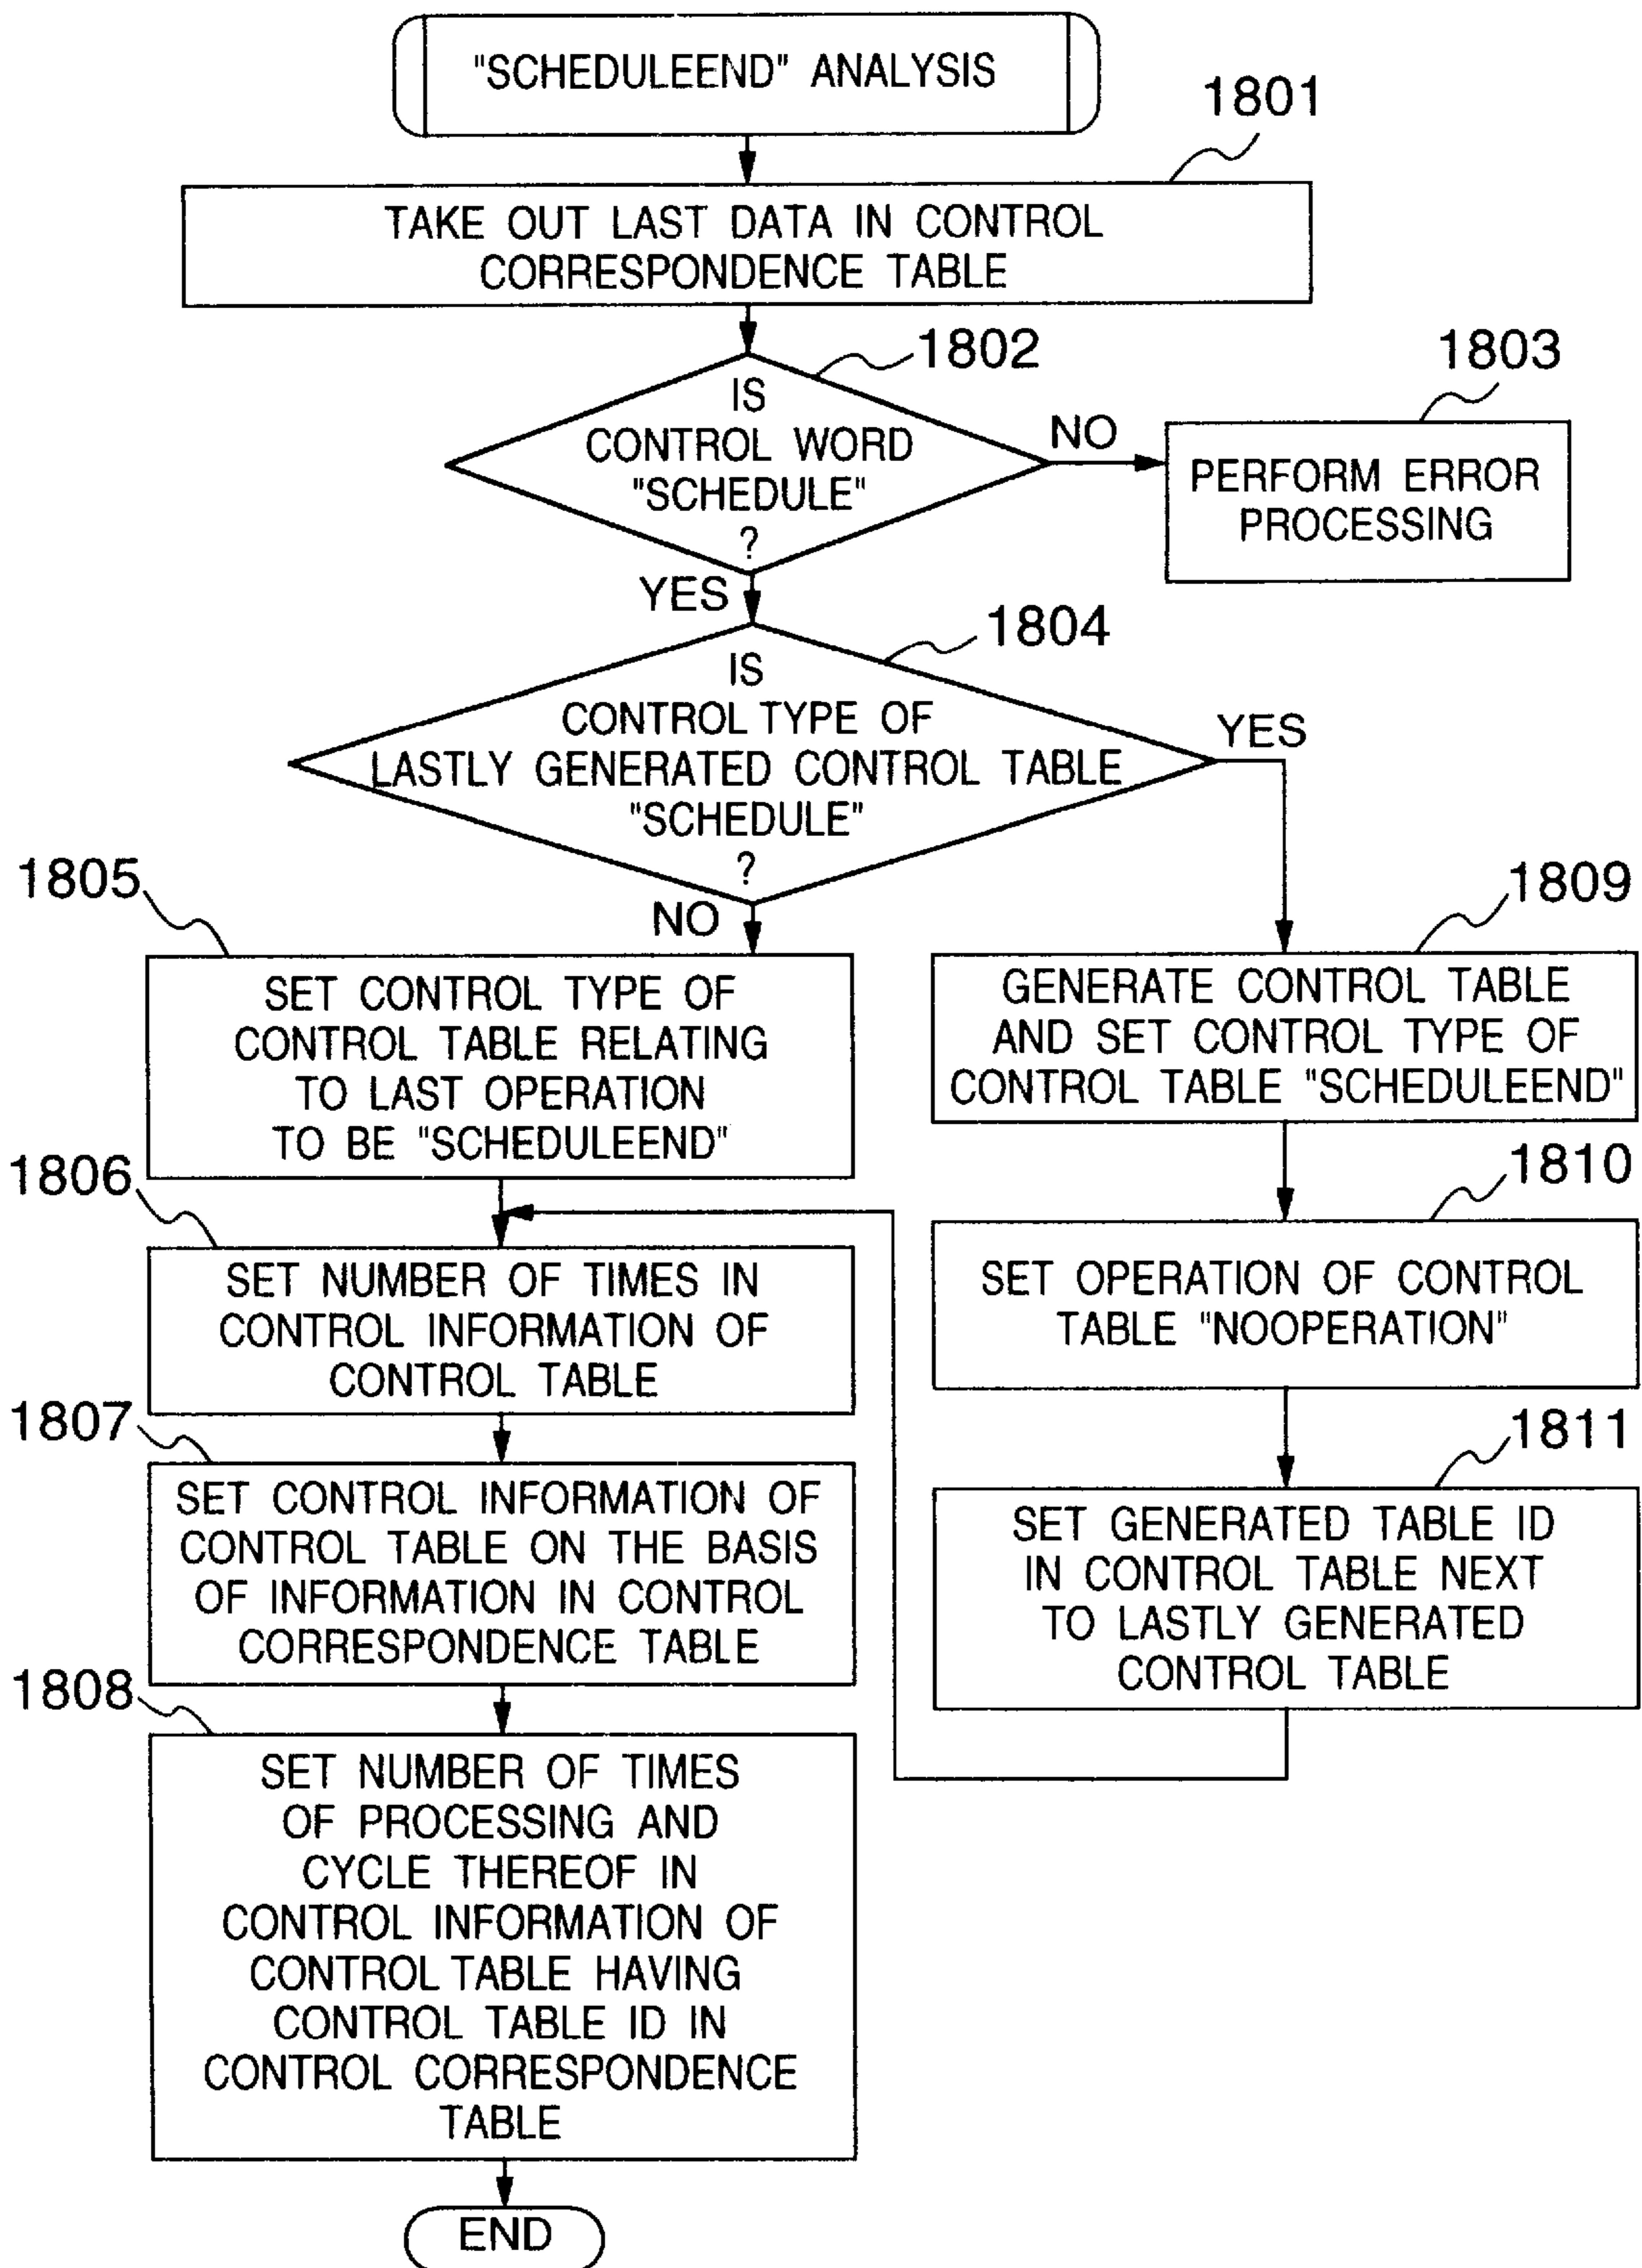 "SCHEDULEEND" ANALYSIS
1801
TAKE OUT LAST DATA IN CONTROL
CORRESPONDENCE TABLE
1802
IS
CONTROL WORD
"SCHEDULE"
?
NO
1803
PERFORM ERROR
PROCESSING
YES
1804
IS
CONTROL TYPE OF
LASTLY GENERATED CONTROL TABLE
"SCHEDULE"
?
YES
NO
1805
SET CONTROL TYPE OF
CONTROL TABLE RELATING
TO LAST OPERATION
TO BE "SCHEDULEEND"
1806
SET NUMBER OF TIMES IN
CONTROL INFORMATION OF
CONTROL TABLE
1807
SET CONTROL INFORMATION OF
CONTROL TABLE ON THE BASIS
OF INFORMATION IN CONTROL
CORRESPONDENCE TABLE
1808
SET NUMBER OF TIMES
OF PROCESSING AND
CYCLE THEREOF IN
CONTROL INFORMATION OF
CONTROL TABLE HAVING
CONTROL TABLE ID IN
CONTROL CORRESPONDENCE
TABLE
END
1809
GENERATE CONTROL TABLE
AND SET CONTROL TYPE OF
CONTROL TABLE "SCHEDULEEND"
1810
SET OPERATION OF CONTROL
TABLE "NOOPERATION"
1811
SET GENERATED TABLE ID
IN CONTROL TABLE NEXT
TO LASTLY GENERATED
CONTROL TABLE